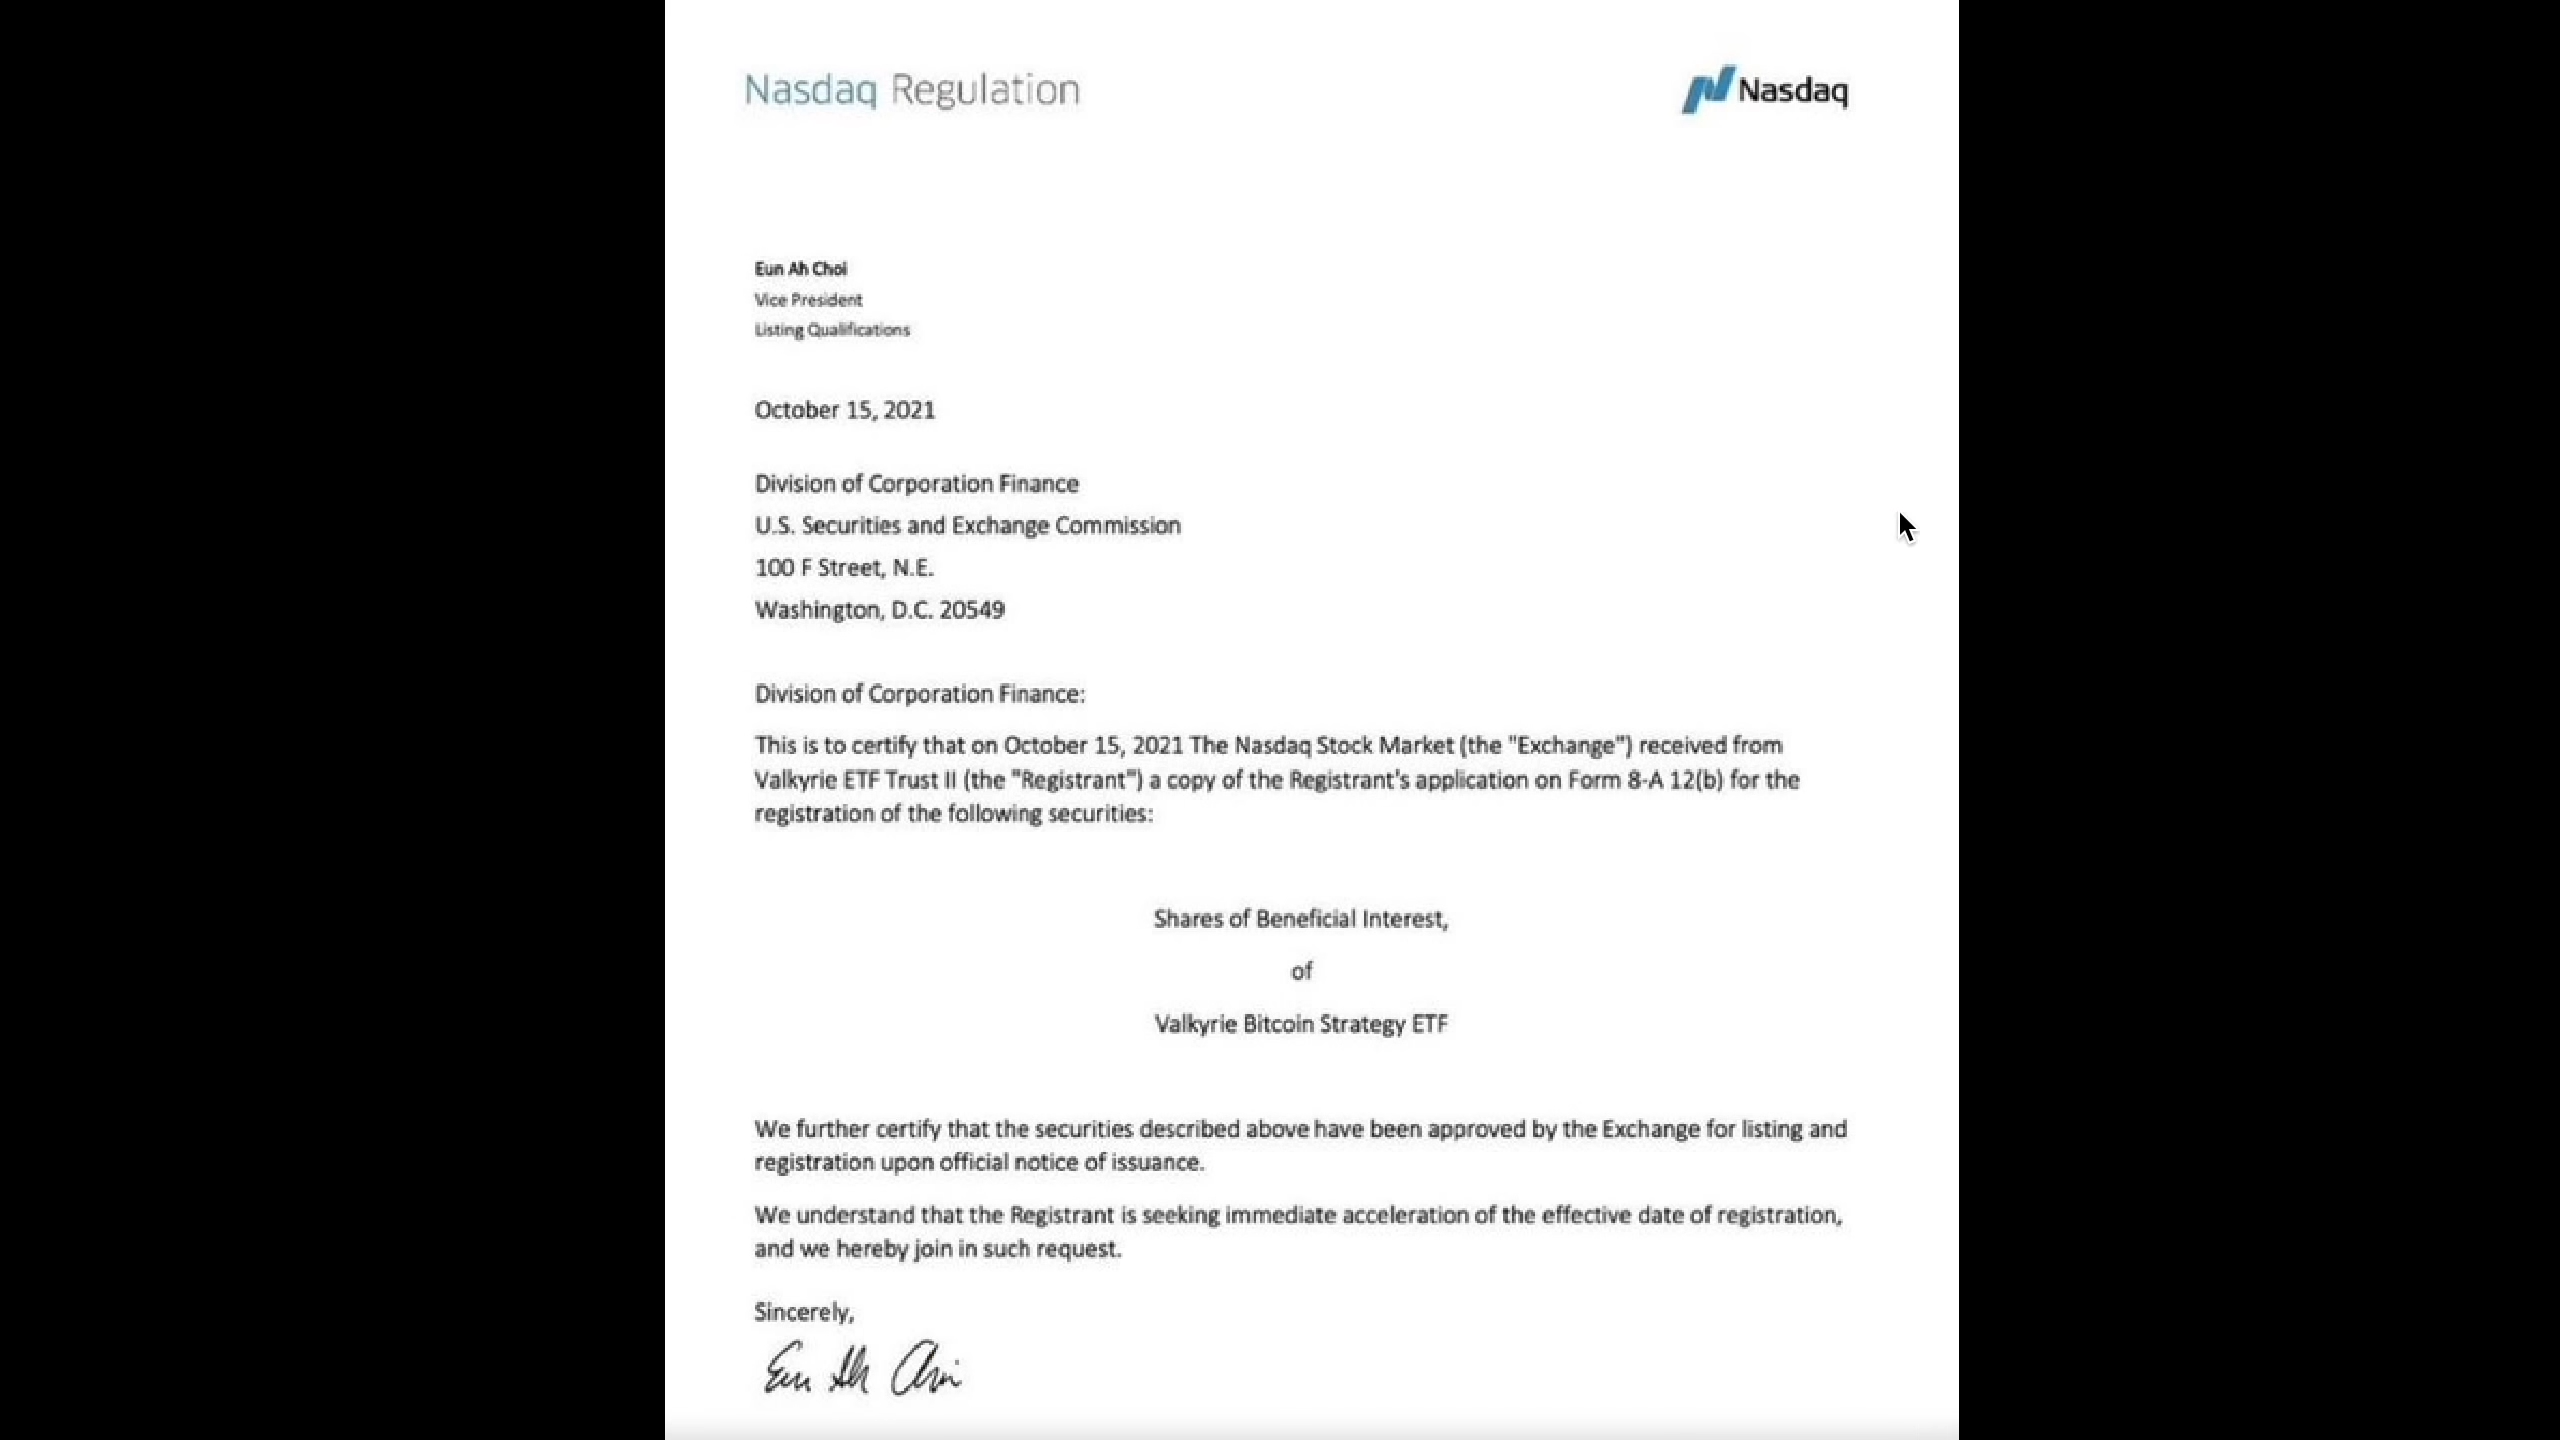 Nasdaq Regulation
Nasdaq
Eun Ah Choi
Vice President
Listing Qualifications
October 15, 2021
Division of Corporation Finance
U.S. Securities and Exchange Commission
100 F Street, N.E.
Washington, D.C. 20549
Division of Corporation Finance:
This is to certify that on October 15, 2021 The Nasdaq Stock Market (the "Exchange") received from
Valkyrie ETF Trust II (the "Registrant") a copy of the Registrant's application on Form 8-A 12(b) for the
registration of the following securities:
Shares of Beneficial Interest,
of
Valkyrie Bitcoin Strategy ETF
We further certify that the securities described above have been approved by the Exchange for listing and
registration upon official notice of issuance.
We understand that the Registrant is seeking immediate acceleration of the effective date of registration,
and we hereby join in such request.
Sincerely,
Eun Ah Choi